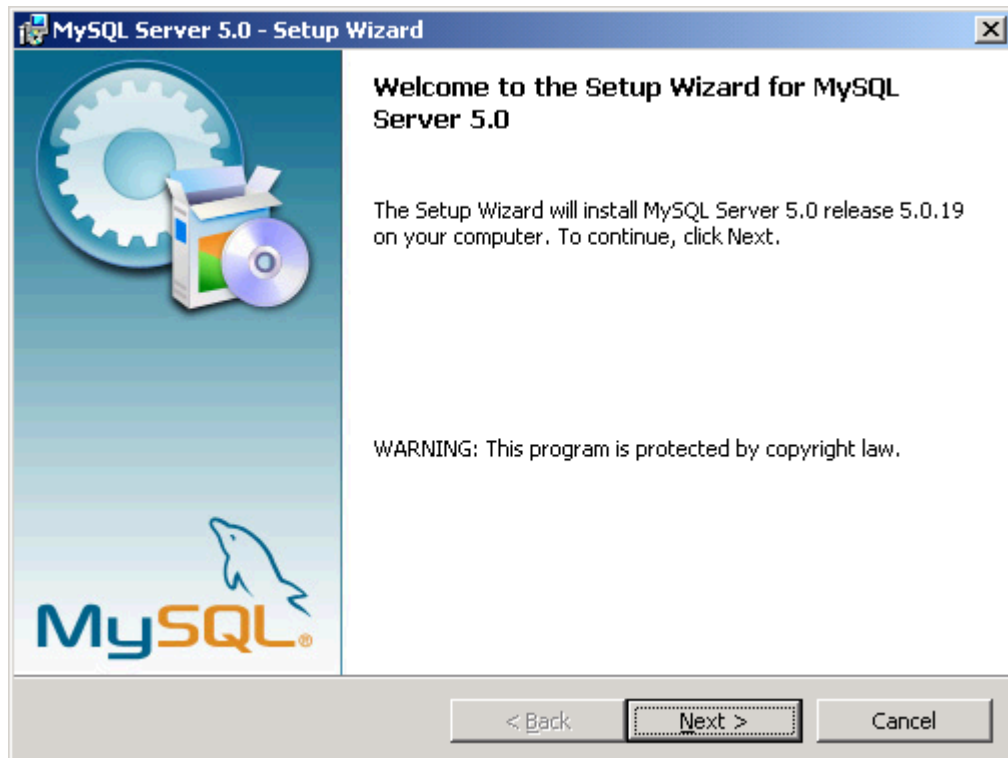 MySQL Server 5.0 - Setup Wizard
Welcome to the Setup Wizard for MySQL
Server 5.0
The Setup Wizard will install MySQL Server 5.0 release 5.0.19
on your computer. To continue, click Next.
WARNING: This program is protected by copyright law.
MySQL®
< Back
Next >
Cancel